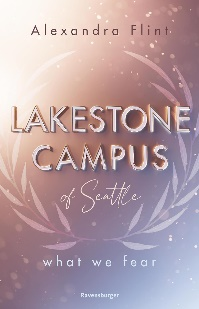 Alexandra Flint
LAKESTONE
CAMPUS
of Seattle
what we fear
Ravensburger